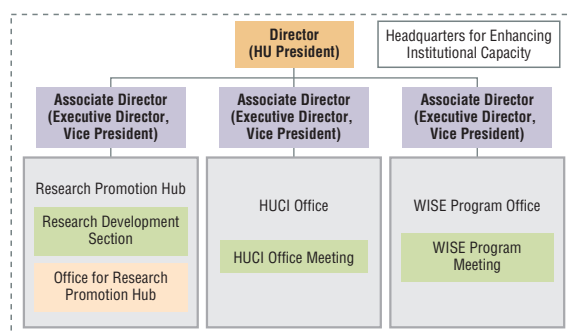 Director
(HU President)
Headquarters for Enhancing
Institutional Capacity
Associate Director
(Executive Director,
Vice President)
Associate Director
(Executive Director,
Vice President)
Associate Director
(Executive Director,
Vice President)
Research Promotion Hub
Research Development
Section
Office for Research
Promotion Hub
HUCI Office
HUCI Office Meeting
WISE Program Office
WISE Program
Meeting